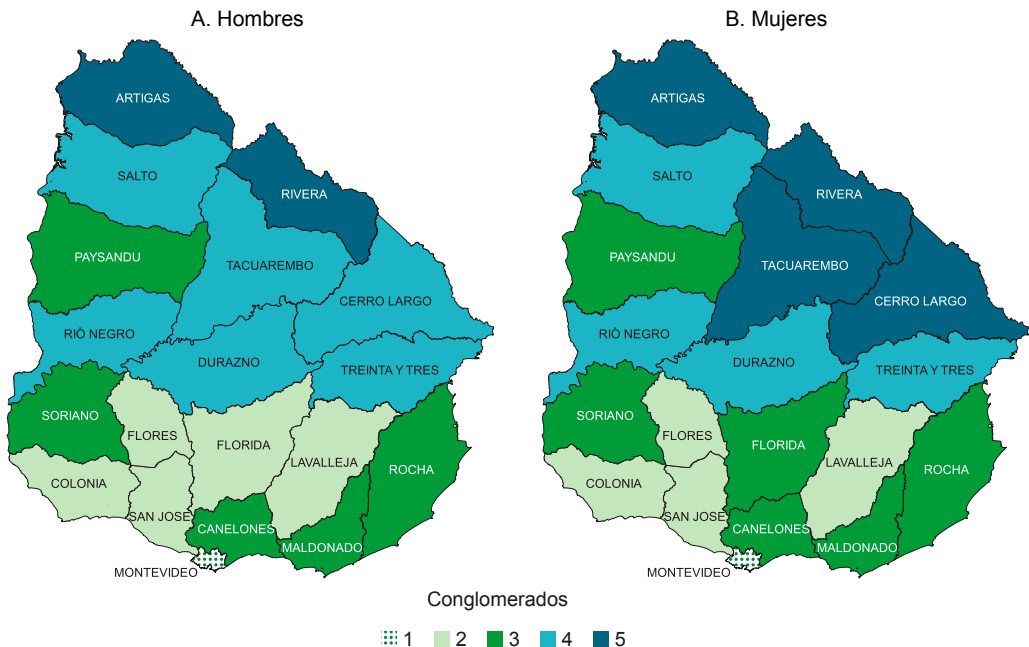 A. Hombres
ARTIGAS
SALTO
RIVERA
PAYSANDU
TACUAREMBO
CERRO LARGO
RIÓ NEGRO
DURAZNO
TREINTA Y TRES
SORIANO
FLORES
FLORIDA
LAVALLEJA
ROCHA
COLONIA
SAN JOSE
CANELONES
MALDONADO
MONTEVIDEO
B. Mujeres
ARTIGAS
SALTO
RIVERA
PAYSANDU
TACUAREMBO
CERRO LARGO
RIÓ NEGRO
DURAZNO
TREINTA Y TRES
SORIANO
FLORES
FLORIDA
LAVALLEJA
ROCHA
COLONIA
SAN JOSE
CANELONES
MALDONADO
MONTEVIDEO
Conglomerados
1 2 3 4 5